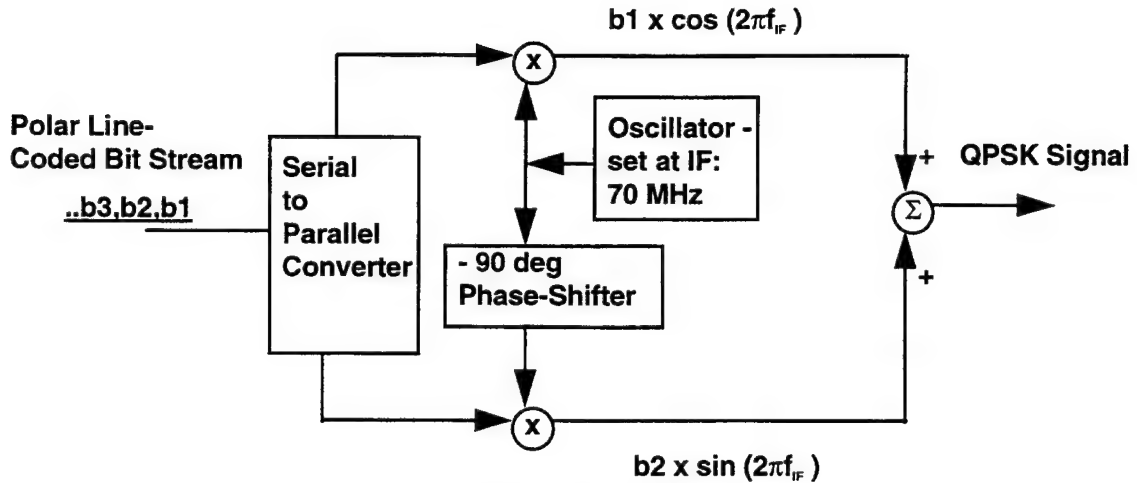 b1 x cos (2πf_IF)
x
Polar Line-
Coded Bit Stream
..b3,b2,b1
Serial
to
Parallel
Converter
Oscillator -
set at IF:
70 MHz
+
QPSK Signal
Σ
+
- 90 deg
Phase-Shifter
x
b2 x sin (2πf_IF)